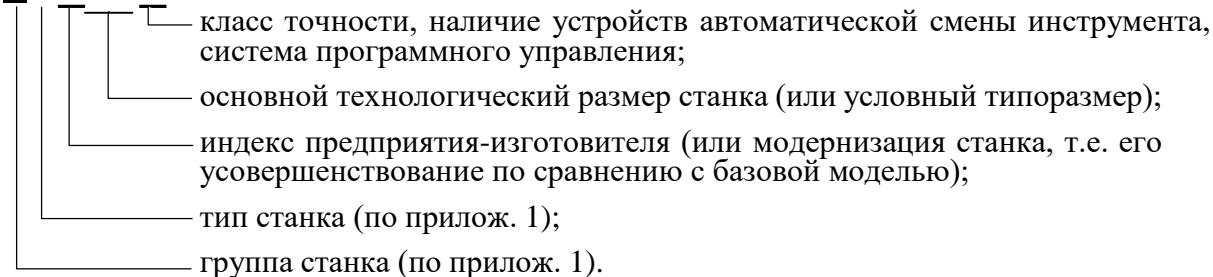 класс точности, наличие устройств автоматической смены инструмента,
система программного управления;
основной технологический размер станка (или условный типоразмер);
индекс предприятия-изготовителя (или модернизация станка, т.е. его
усовершенствование по сравнению с базовой моделью);
тип станка (по прилож. 1);
группа станка (по прилож. 1).